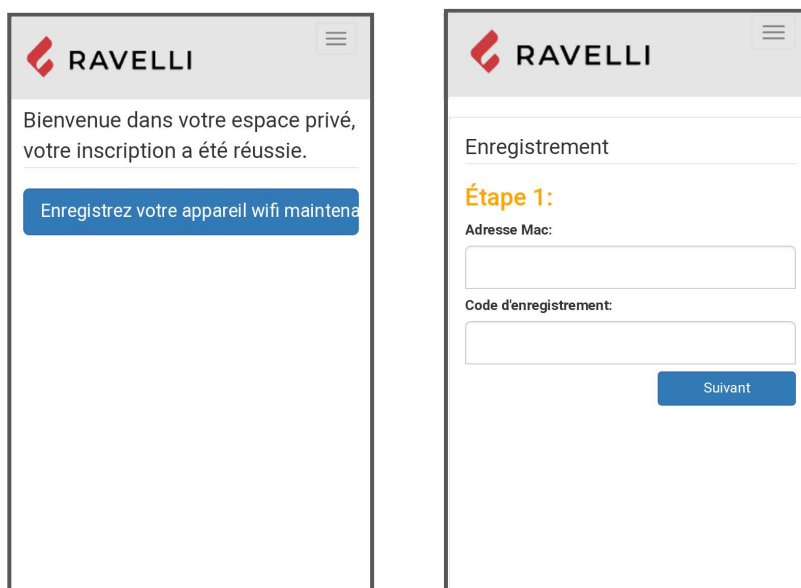 RAVELLI
Bienvenue dans votre espace privé,
votre inscription a été réussie.
Enregistrez votre appareil wifi maintena
RAVELLI
Enregistrement
Étape 1:
Adresse Mac:
Code d'enregistrement:
Suivant